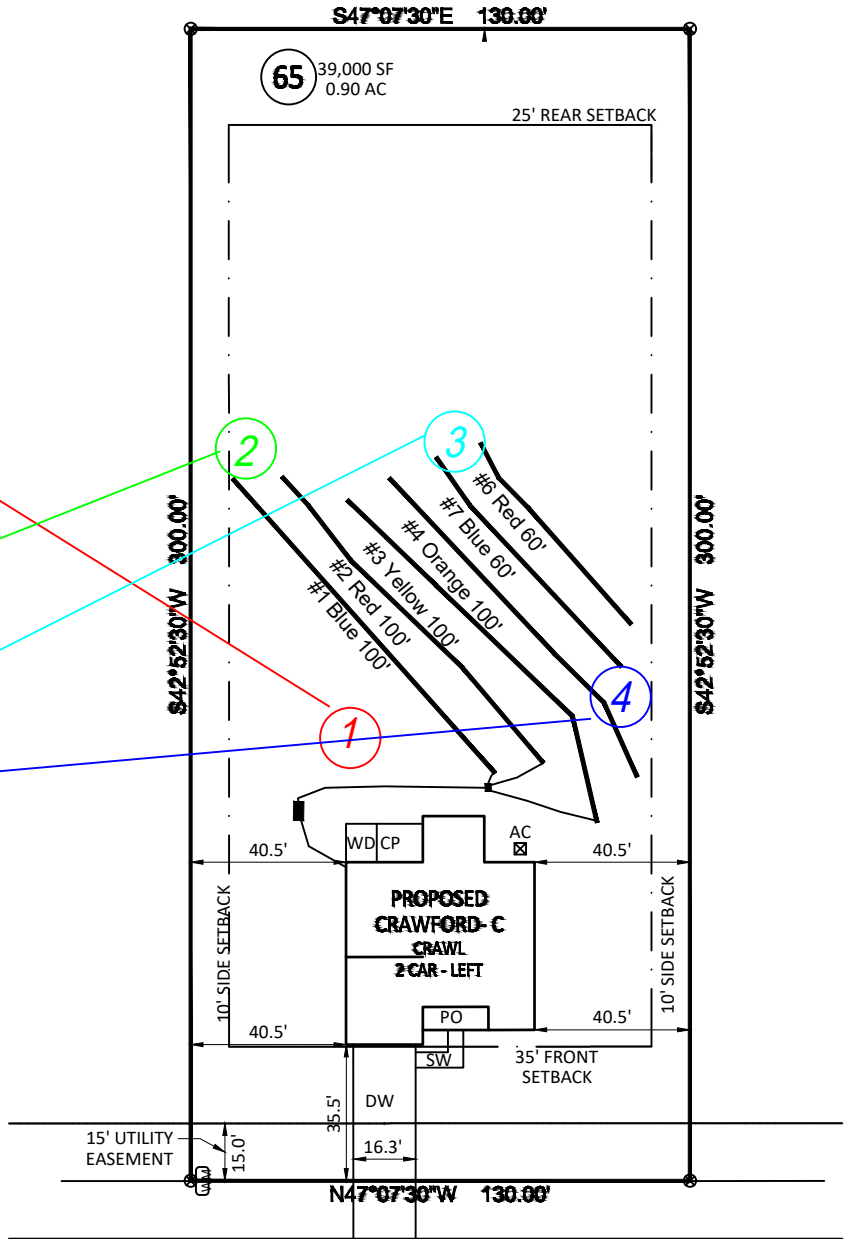 S47°07'30"E 130.00'
65
39,000 SF
0.90 AC
25' REAR SETBACK
2
3
#6 Red 60'
#7 Blue 60'
#4 Orange 100'
#3 Yellow 100'
#2 Red 100'
#1 Blue 100'
S42°52'30"W 300.00'
S42°52'30"W 300.00'
4
1
WD
CP
AC
40.5'
40.5'
PROPOSED
CRAWFORD- C
CRAWL
2 CAR - LEFT
10' SIDE SETBACK
10' SIDE SETBACK
PO
40.5'
40.5'
SW
35' FRONT
SETBACK
DW
35.5'
15' UTILITY
EASEMENT
15.0'
16.3'
WM
N47°07'30"W 130.00'